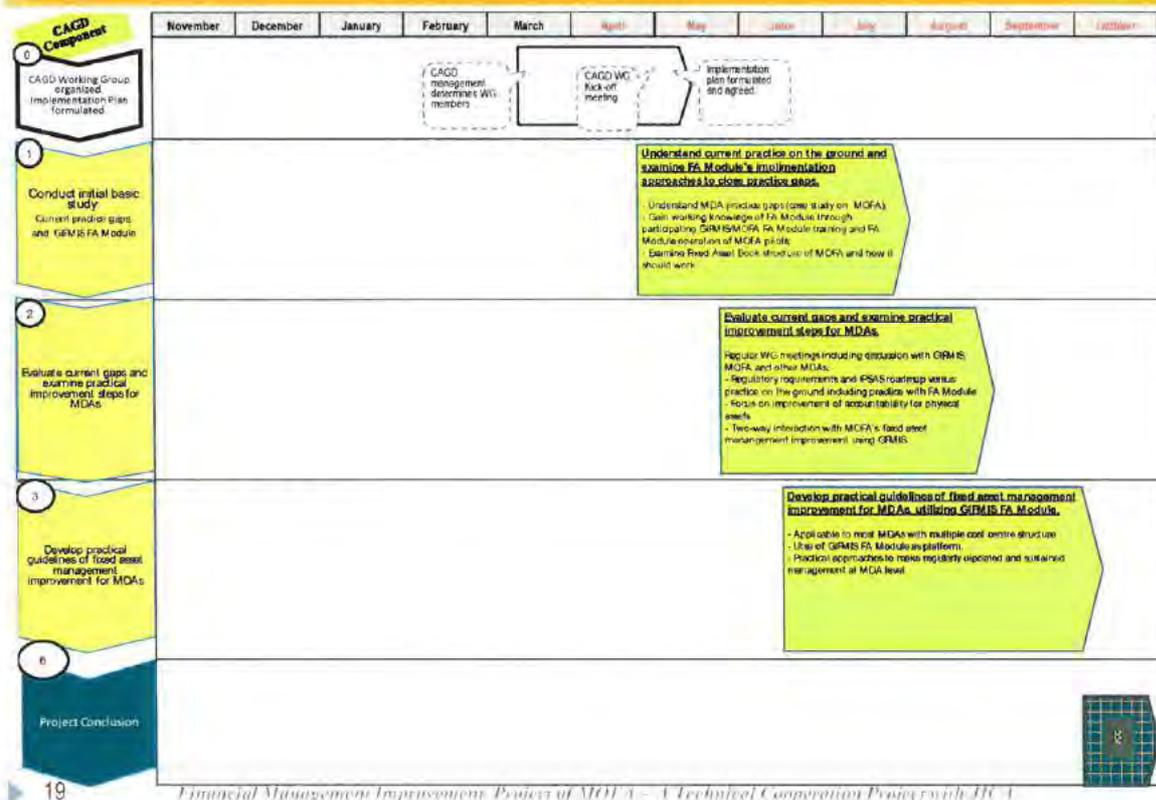 CAGD
Component
November December January February March April May June July August September October
0
CAGD Working Group
organized
Implementation Plan
formulated
CAGD
management
determines WG
members
CAGD WG
Kick-off
meeting
Implementation
plan formulated
and agreed.
1
Conduct initial basic
study
Current practice gaps
and GIFMIS FA Module
Understand current practice on the ground and
examine FA Module's implimentation
approaches to close practice gaps.
- Understand MDA practice gaps (case study on MOFA);
- Gain working knowlege of FA Module through
participating GIFMIS/MOFA FA Module training and FA
Module operation of MOFA pilots;
- Examine Fixed Asset Book structure of MOFA and how it
should work
2
Evaluate current gaps and
examine practical
improvement steps for
MDAs
Evaluate current gaps and examine practical
improvement steps for MDAs.
Regular WG meetings including discussion with GIFMIS,
MOFA and other MDAs;
- Regulatory requirements and IPSAS roadmap versus
practice on the ground including practice with FA Module
- Focus on improvement of accountability for physical
assets
- Two-way interaction with MOFA's fixed asset
manangement improvement using GIFMIS
3
Develop practical
guidelines of fixed asset
management
improvement for MDAs
Develop practical guidelines of fixed asset management
improvement for MDAs, utilizing GIFMIS FA Module.
- Applicable to most MDAs with multiple cost centre structure
- Use of GIFMIS FA Module as platform.
- Practical approaches to make regularly updated and sustained
management at MDA level
6
Project Conclusion
19
Financial Management Improvement Project of MOFA – A Technical Cooperation Project with JICA